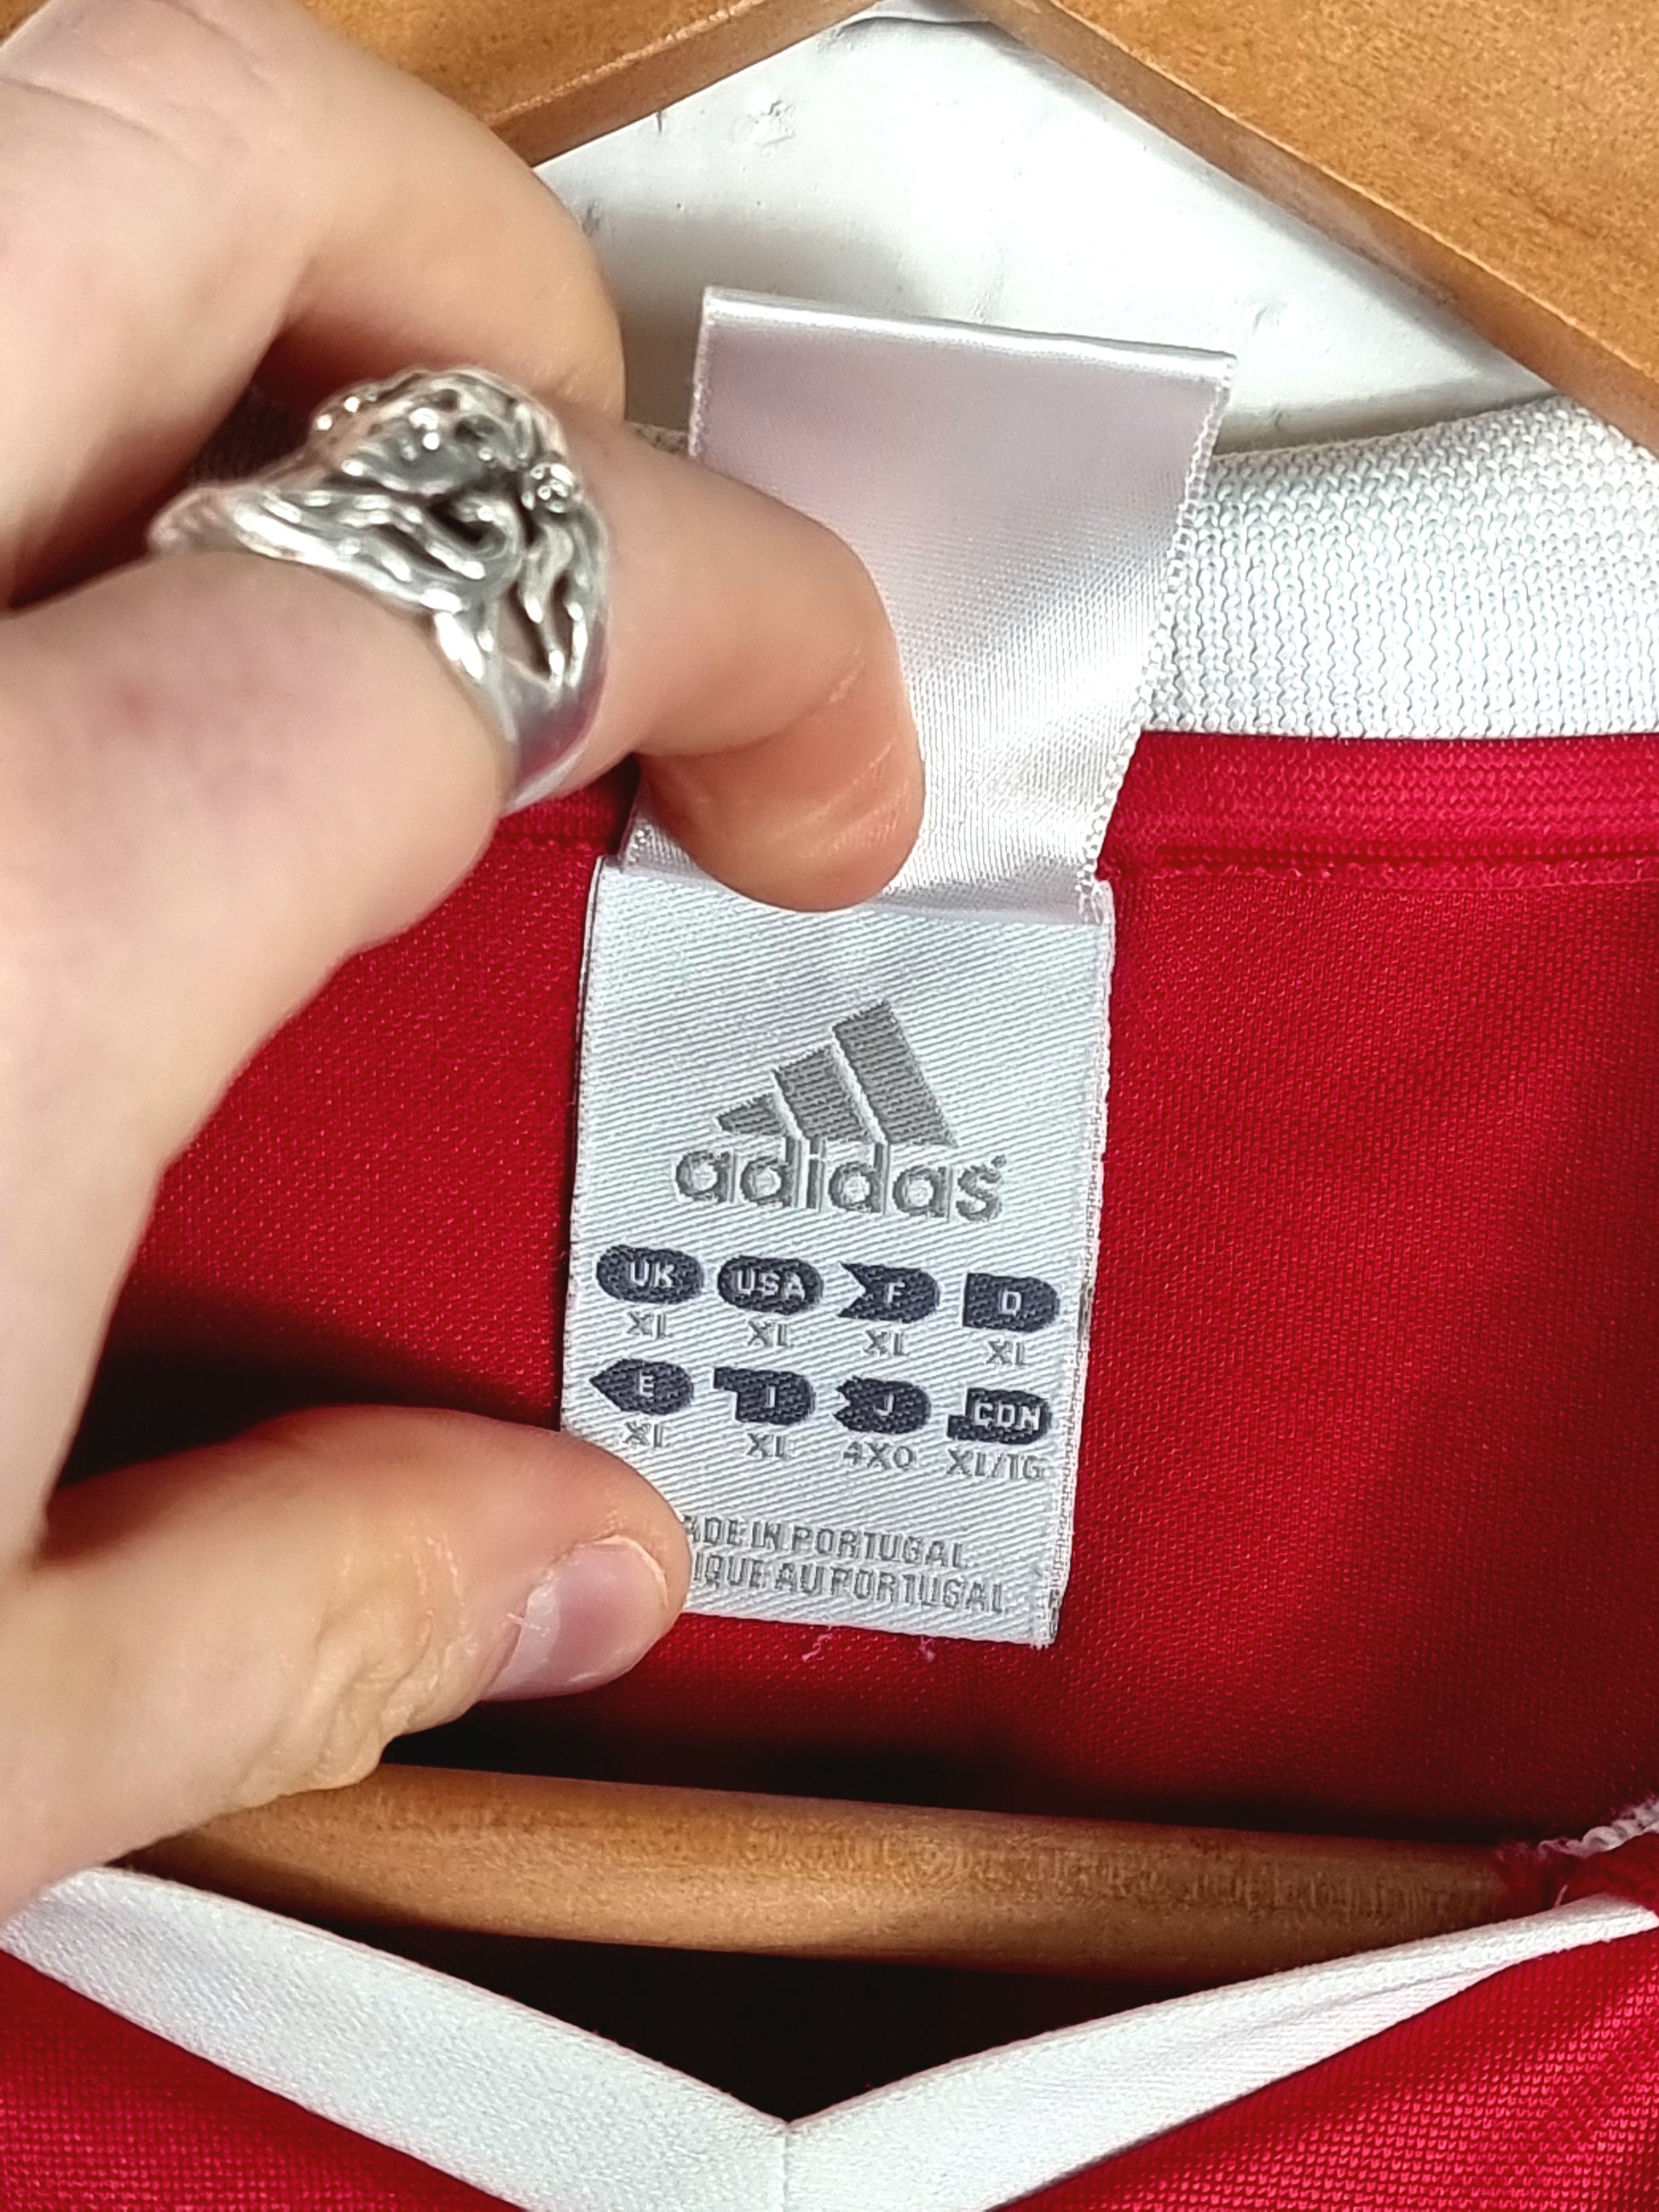 adidas
UK USA F D
XL XL XL XL
E I J CDN
XL XL 4XO XL/TG
ADE IN PORTUGAL
IQUE AU PORTUGAL